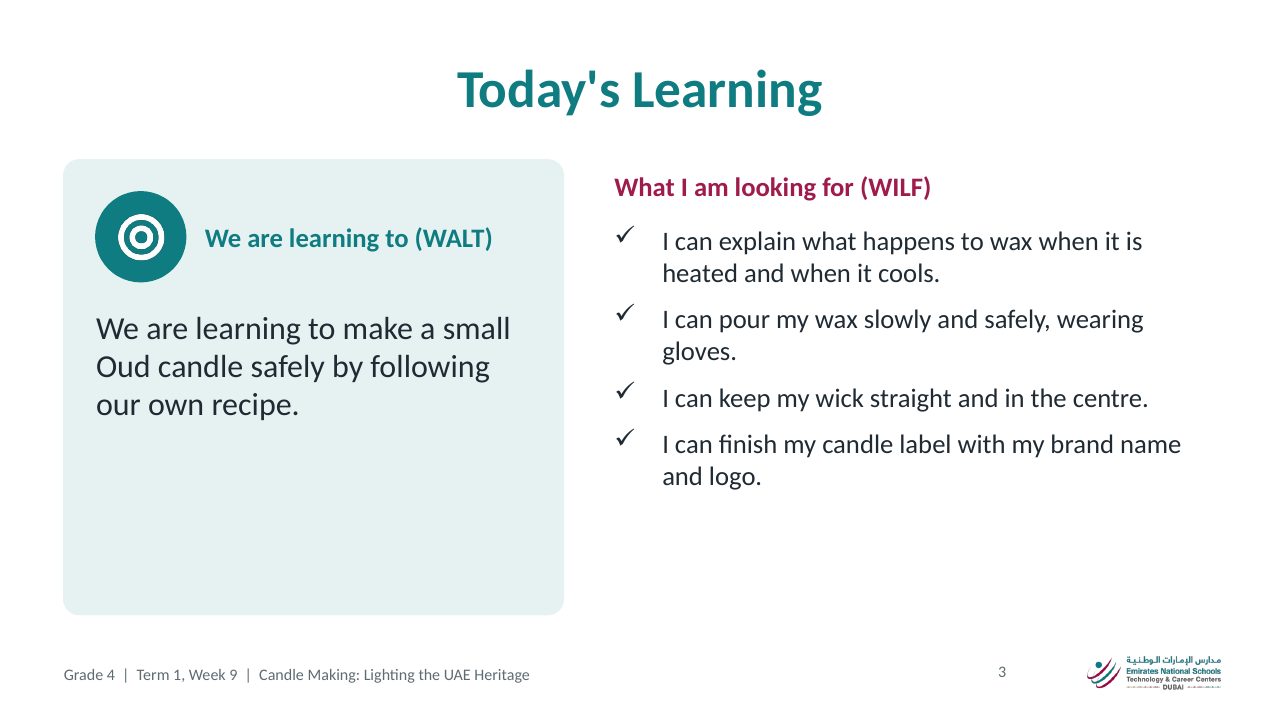 Today's Learning
We are learning to (WALT)
We are learning to make a small
Oud candle safely by following
our own recipe.
What I am looking for (WILF)
✓ I can explain what happens to wax when it is
heated and when it cools.
✓ I can pour my wax slowly and safely, wearing
gloves.
✓ I can keep my wick straight and in the centre.
✓ I can finish my candle label with my brand name
and logo.
Grade 4 | Term 1, Week 9 | Candle Making: Lighting the UAE Heritage
3
مدارس الإمارات الوطنية
Emirates National Schools
Technology & Career Centers
DUBAI